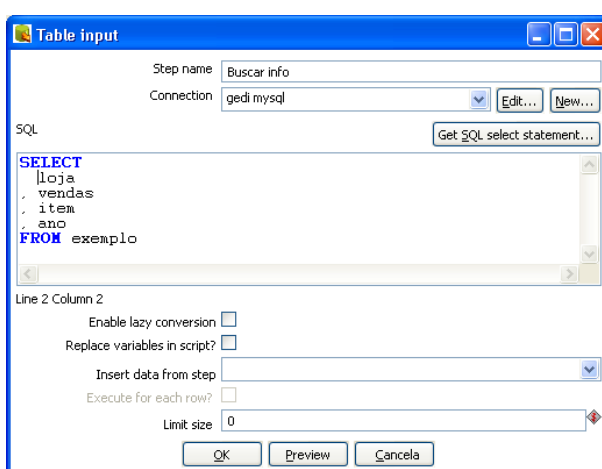 Table input
Step name Buscar info
Connection gedi mysql Edit... New...
SQL Get SQL select statement...
SELECT
loja
, vendas
, item
, ano
FROM exemplo
Line 2 Column 2
Enable lazy conversion
Replace variables in script?
Insert data from step
Execute for each row?
Limit size 0
OK Preview Cancela